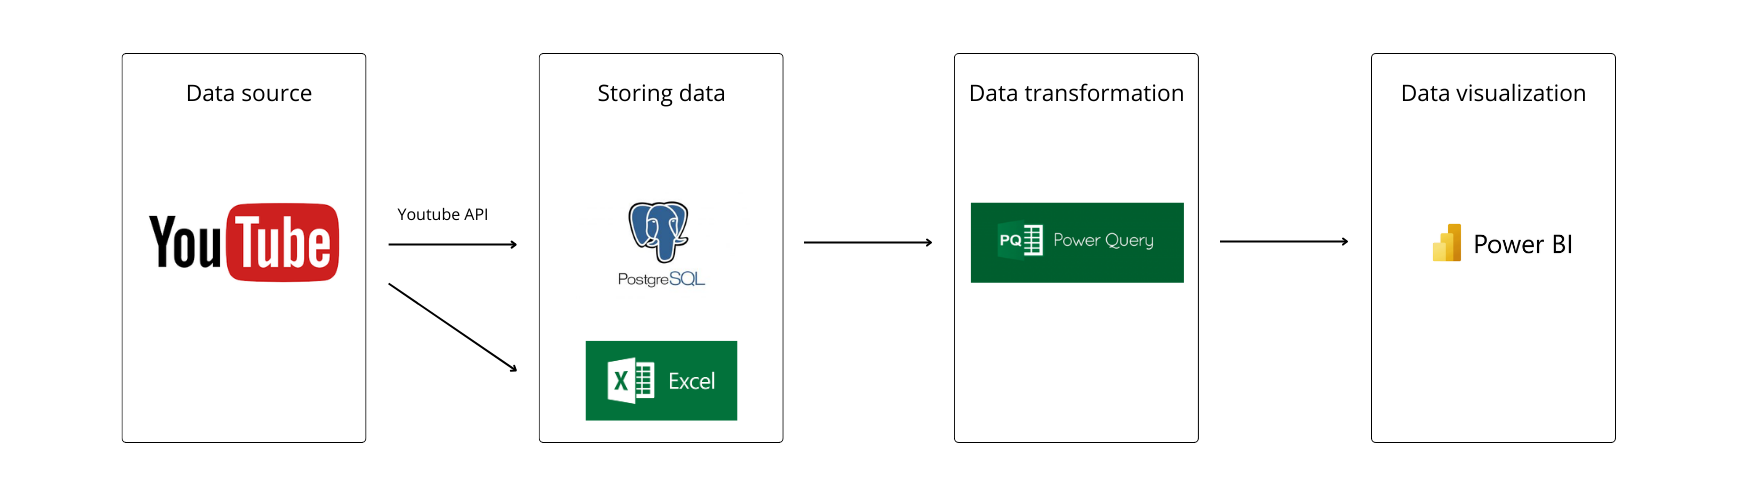 Data source
YouTube
Youtube API
Storing data
PostgreSQL
X Excel
Data transformation
PQ Power Query
Data visualization
Power BI